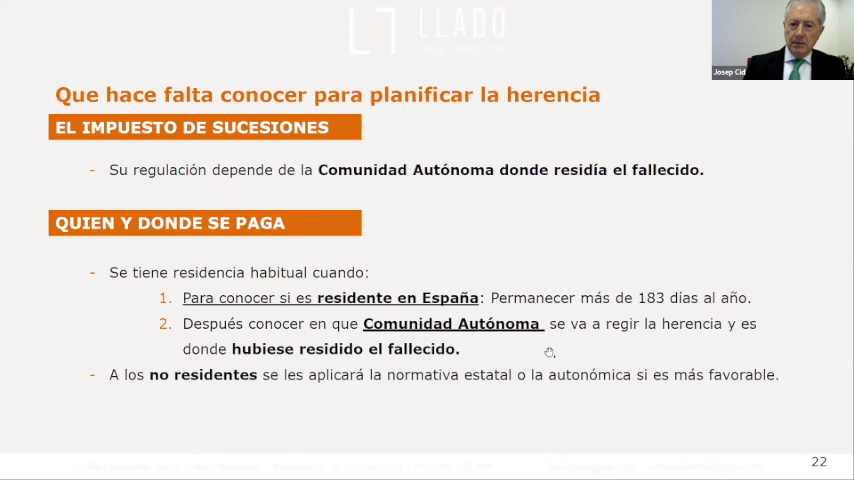 LLADO
Josep Cid
Que hace falta conocer para planificar la herencia
EL IMPUESTO DE SUCESIONES
- Su regulación depende de la Comunidad Autónoma donde residía el fallecido.
QUIEN Y DONDE SE PAGA
- Se tiene residencia habitual cuando:
1. Para conocer si es residente en España: Permanecer más de 183 días al año.
2. Después conocer en que Comunidad Autónoma se va a regir la herencia y es
donde hubiese residido el fallecido.
- A los no residentes se les aplicará la normativa estatal o la autonómica si es más favorable.
22